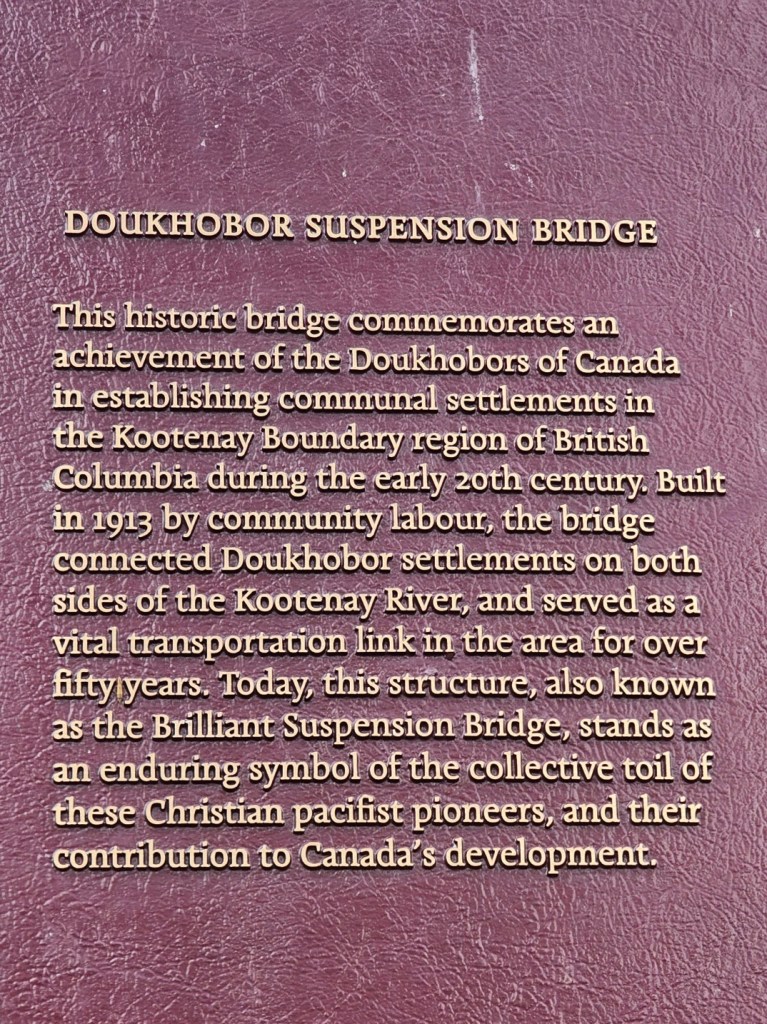 DOUKHOBOR SUSPENSION BRIDGE
This historic bridge commemorates an
achievement of the Doukhobors of Canada
in establishing communal settlements in
the Kootenay Boundary region of British
Columbia during the early 20th century. Built
in 1913 by community labour, the bridge
connected Doukhobor settlements on both
sides of the Kootenay River, and served as a
vital transportation link in the area for over
fifty years. Today, this structure, also known
as the Brilliant Suspension Bridge, stands as
an enduring symbol of the collective toil of
these Christian pacifist pioneers, and their
contribution to Canada's development.